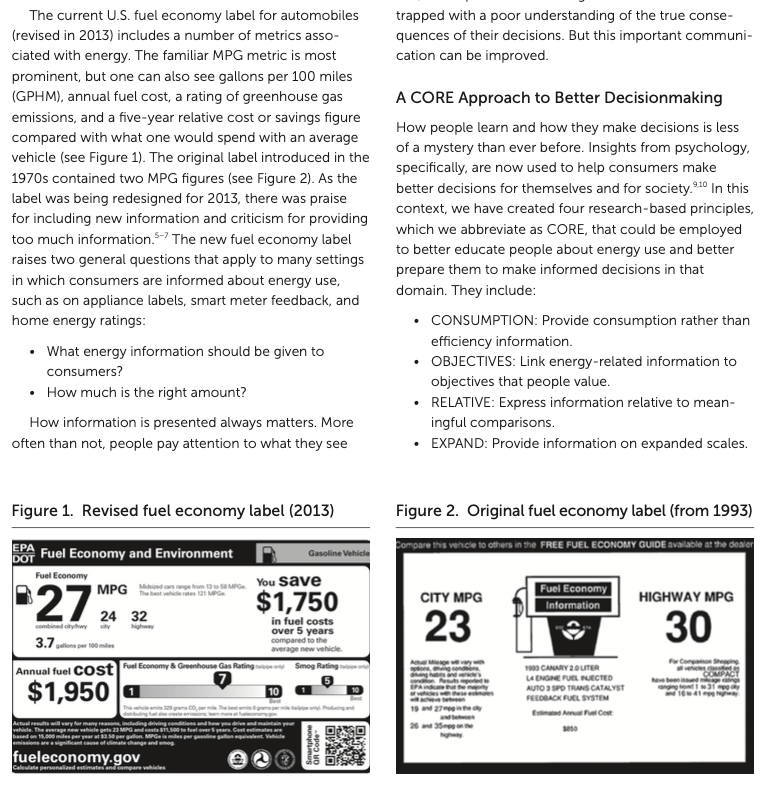 The current U.S. fuel economy label for automobiles
(revised in 2013) includes a number of metrics asso-
ciated with energy. The familiar MPG metric is most
prominent, but one can also see gallons per 100 miles
(GPHM), annual fuel cost, a rating of greenhouse gas
emissions, and a five-year relative cost or savings figure
compared with what one would spend with an average
vehicle (see Figure 1). The original label introduced in the
1970s contained two MPG figures (see Figure 2). As the
label was being redesigned for 2013, there was praise
for including new information and criticism for providing
too much information.5–7 The new fuel economy label
raises two general questions that apply to many settings
in which consumers are informed about energy use,
such as on appliance labels, smart meter feedback, and
home energy ratings:
• What energy information should be given to
consumers?
• How much is the right amount?
How information is presented always matters. More
often than not, people pay attention to what they see
trapped with a poor understanding of the true conse-
quences of their decisions. But this important communi-
cation can be improved.
A CORE Approach to Better Decisionmaking
How people learn and how they make decisions is less
of a mystery than ever before. Insights from psychology,
specifically, are now used to help consumers make
better decisions for themselves and for society.9,10 In this
context, we have created four research-based principles,
which we abbreviate as CORE, that could be employed
to better educate people about energy use and better
prepare them to make informed decisions in that
domain. They include:
• CONSUMPTION: Provide consumption rather than
efficiency information.
• OBJECTIVES: Link energy-related information to
objectives that people value.
• RELATIVE: Express information relative to mean-
ingful comparisons.
• EXPAND: Provide information on expanded scales.
Figure 1. Revised fuel economy label (2013)
EPA
DOT
Fuel Economy and Environment
Gasoline Vehicle
Fuel Economy
27 MPG
combined city/hwy
24 city
32 highway
3.7 gallons per 100 miles
Midsized cars range from 13 to 58 MPGe.
The best vehicle rates 121 MPGe.
You save
$1,750
in fuel costs
over 5 years
compared to the
average new vehicle.
Annual fuel cost
$1,950
Fuel Economy & Greenhouse Gas Rating (tailpipe only)
1
7
10
Best
Smog Rating (tailpipe only)
1
5
10
Best
This vehicle emits 329 grams CO2 per mile. The best emits 0 grams per mile (tailpipe only). Producing and
distributing fuel also create emissions; learn more at fueleconomy.gov.
Actual results will vary for many reasons, including driving conditions and how you drive and maintain your
vehicle. The average new vehicle gets 23 MPG and costs $11,500 to fuel over 5 years. Cost estimates are
based on 15,000 miles per year at $3.50 per gallon. MPGe is miles per gasoline gallon equivalent. Vehicle
emissions are a significant cause of climate change and smog.
fueleconomy.gov
Calculate personalized estimates and compare vehicles
Smartphone
QR Code™
Figure 2. Original fuel economy label (from 1993)
Compare this vehicle to others in the FREE FUEL ECONOMY GUIDE available at the dealer
CITY MPG
23
Fuel Economy
Information
HIGHWAY MPG
30
Actual Mileage will vary with
options, driving conditions,
driving habits and vehicle's
condition. Results reported to
EPA indicate that the majority
of vehicles with these estimates
will achieve between
19 and 27 mpg in the city
and between
26 and 35 mpg on the
highway.
1993 CANARY 2.0 LITER
L4 ENGINE FUEL INJECTED
AUTO 3 SPD TRANS CATALYST
FEEDBACK FUEL SYSTEM
Estimated Annual Fuel Cost:
$850
For Comparison Shopping,
all vehicles classified as
COMPACT
have been issued mileage ratings
ranging from 11 to 31 mpg city
and 16 to 41 mpg highway.